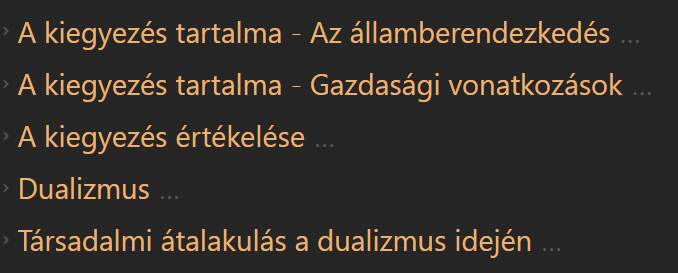 A kiegyezés tartalma - Az államberendezkedés ...
A kiegyezés tartalma - Gazdasági vonatkozások ...
A kiegyezés értékelése ...
Dualizmus ...
Társadalmi átalakulás a dualizmus idején ...